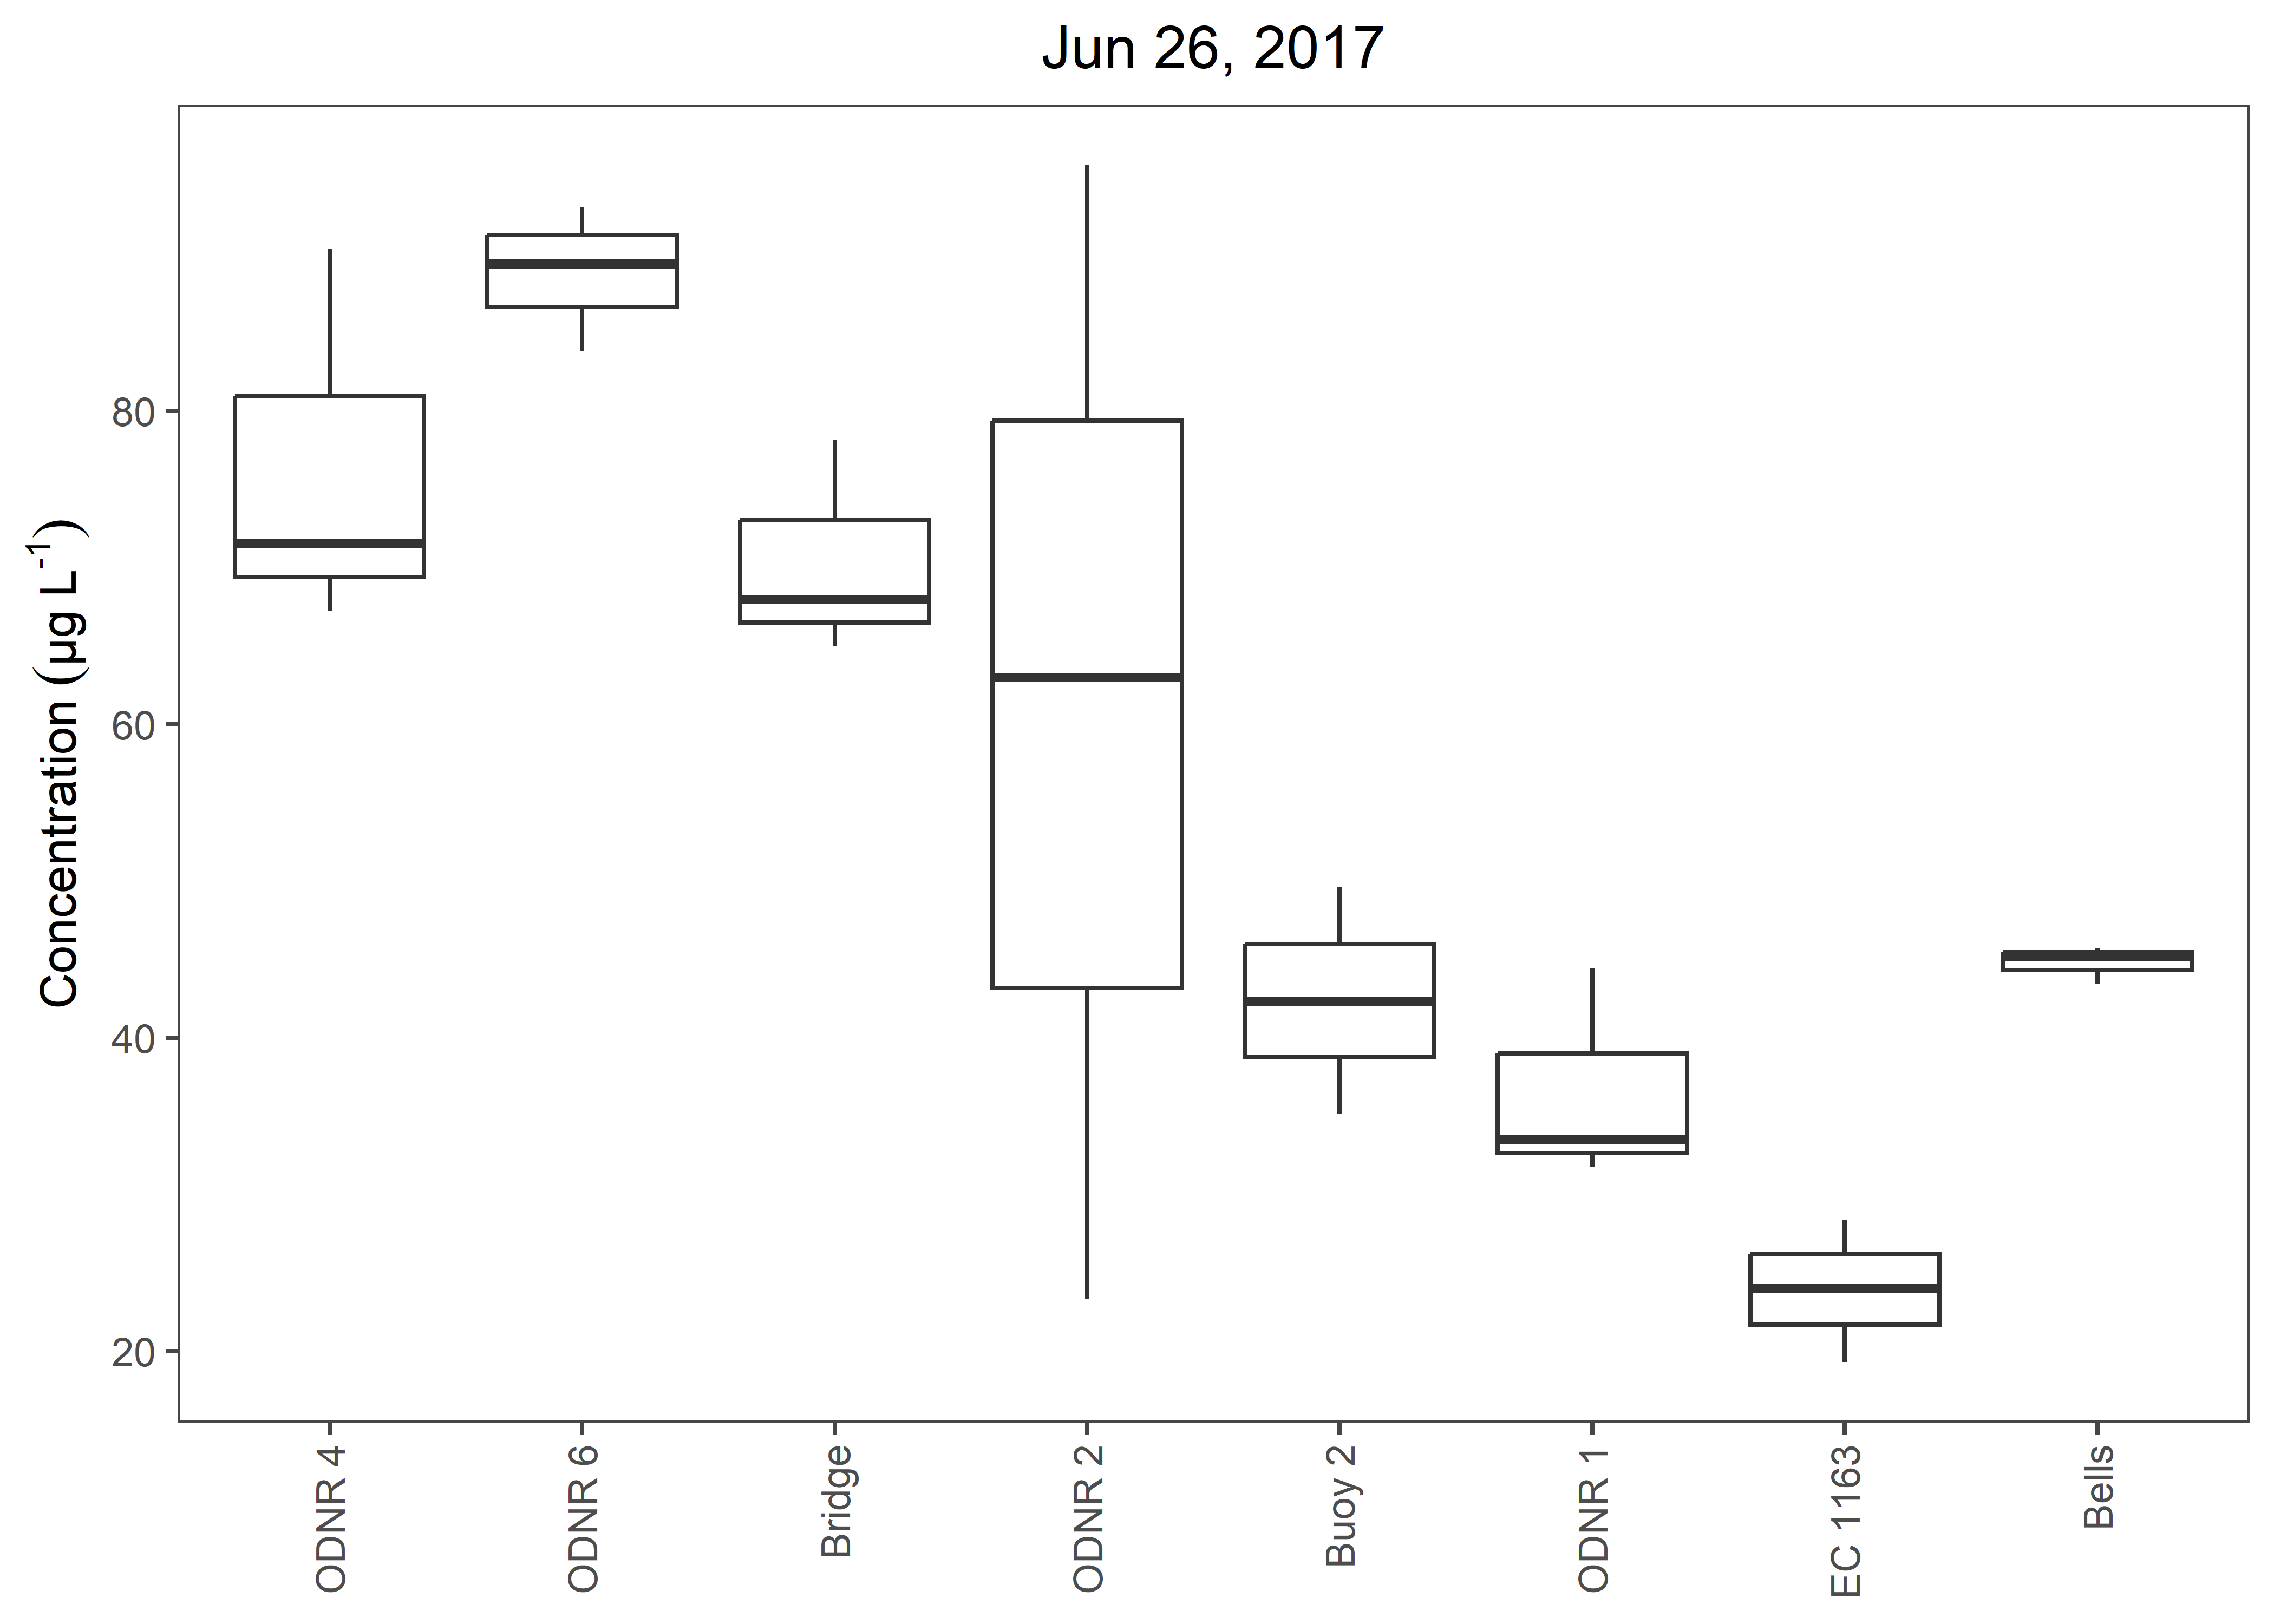 Jun 26, 2017
Concentration (µg L⁻¹)
80
60
40
20
ODNR 4
ODNR 6
Bridge
ODNR 2
Buoy 2
ODNR 1
EC 1163
Bells